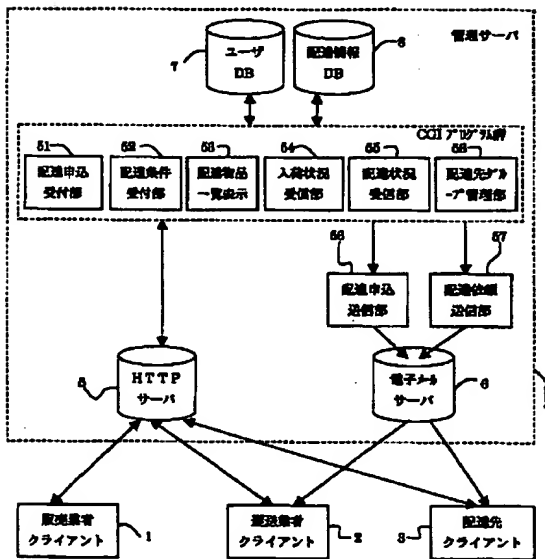 管理サーバ
7
ユーザ
DB
配達情報
DB
8
CGIプログラム群
51
配達申込
受付部
52
配達条件
受付部
53
配達物品
一覧表示
54
入荷状況
受信部
55
配達状況
受信部
配達先グル
ープ管理部
56
配達申込
送信部
57
配達依頼
送信部
5
HTTP
サーバ
電子メール
サーバ
6
販売業者
クライアント
1
運送業者
クライアント
2
3
配達先
クライアント